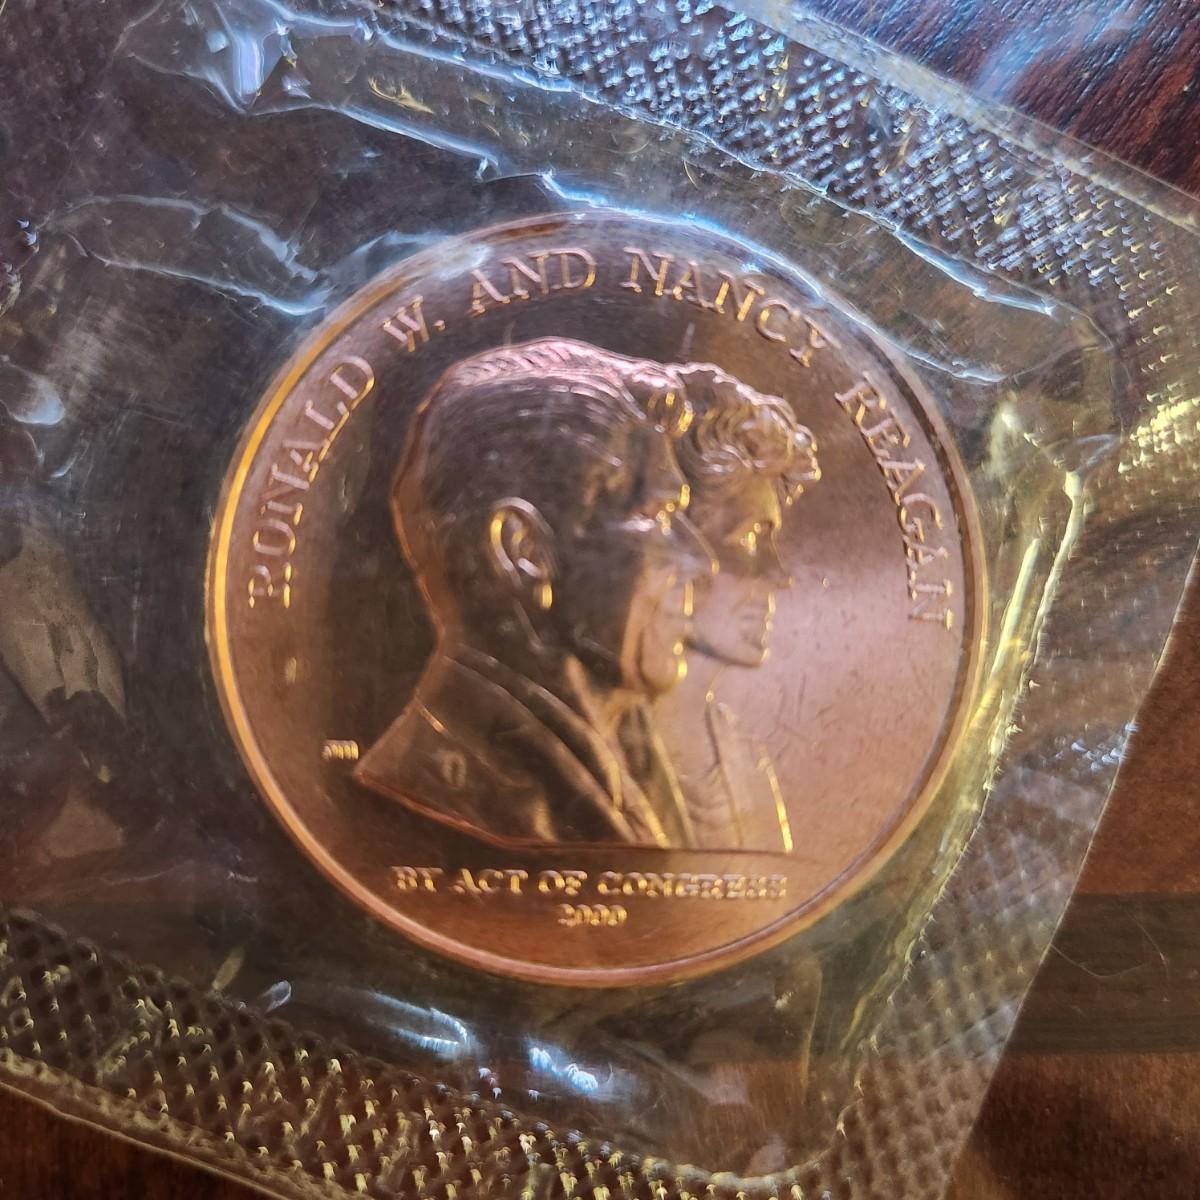 RONALD W. AND NANCY REAGAN
BY ACT OF CONGRESS
2000